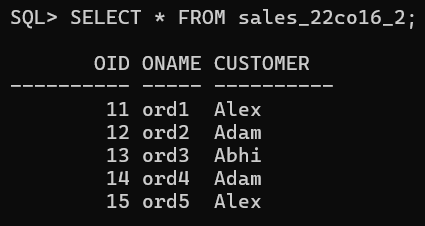 SQL> SELECT * FROM sales_22co16_2;
       OID ONAME CUSTOMER
---------- ----- ----------
        11 ord1  Alex
        12 ord2  Adam
        13 ord3  Abhi
        14 ord4  Adam
        15 ord5  Alex